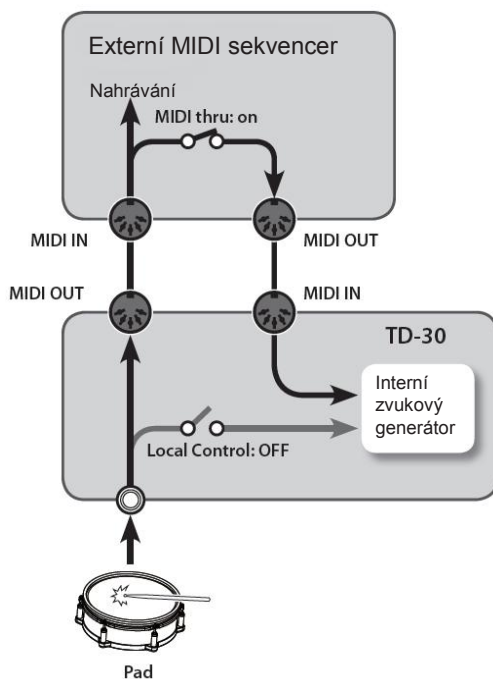 Externí MIDI sekvencer
Nahrávání
MIDI thru: on
MIDI IN
MIDI OUT
MIDI OUT
MIDI IN
TD-30
Interní
zvukový
generátor
Local Control: OFF
Pad